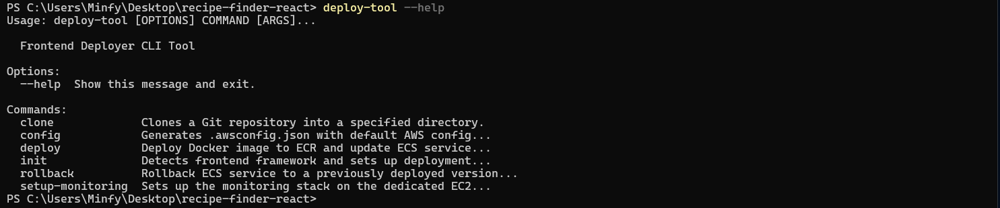 PS C:\Users\Minfy\Desktop\recipe-finder-react> deploy-tool --help
Usage: deploy-tool [OPTIONS] COMMAND [ARGS]...

  Frontend Deployer CLI Tool

Options:
  --help  Show this message and exit.

Commands:
  clone             Clones a Git repository into a specified directory.
  config            Generates .awsconfig.json with default AWS config...
  deploy            Deploy Docker image to ECR and update ECS service...
  init              Detects frontend framework and sets up deployment...
  rollback          Rollback ECS service to a previously deployed version...
  setup-monitoring  Sets up the monitoring stack on the dedicated EC2...
PS C:\Users\Minfy\Desktop\recipe-finder-react>